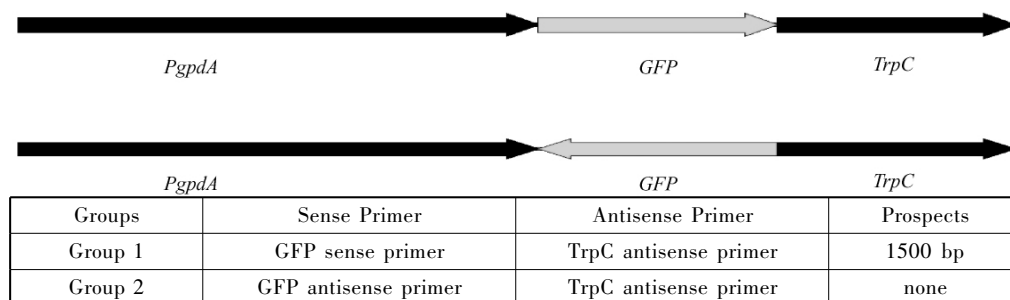 PgpdA GFP TrpC
PgpdA GFP TrpC
Groups Sense Primer Antisense Primer Prospects
Group 1 GFP sense primer TrpC antisense primer 1500 bp
Group 2 GFP antisense primer TrpC antisense primer none